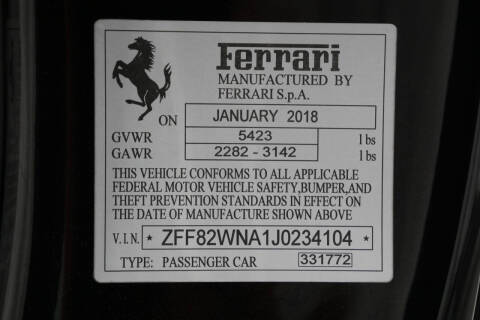 Ferrari
MANUFACTURED BY
FERRARI S.p.A.
ON JANUARY 2018
GVWR 5423 lbs
GAWR 2282 - 3142 lbs
THIS VEHICLE CONFORMS TO ALL APPLICABLE
FEDERAL MOTOR VEHICLE SAFETY,BUMPER,AND
THEFT PREVENTION STANDARDS IN EFFECT ON
THE DATE OF MANUFACTURE SHOWN ABOVE
V.I.N. * ZFF82WNA1J0234104 *
TYPE: PASSENGER CAR 331772